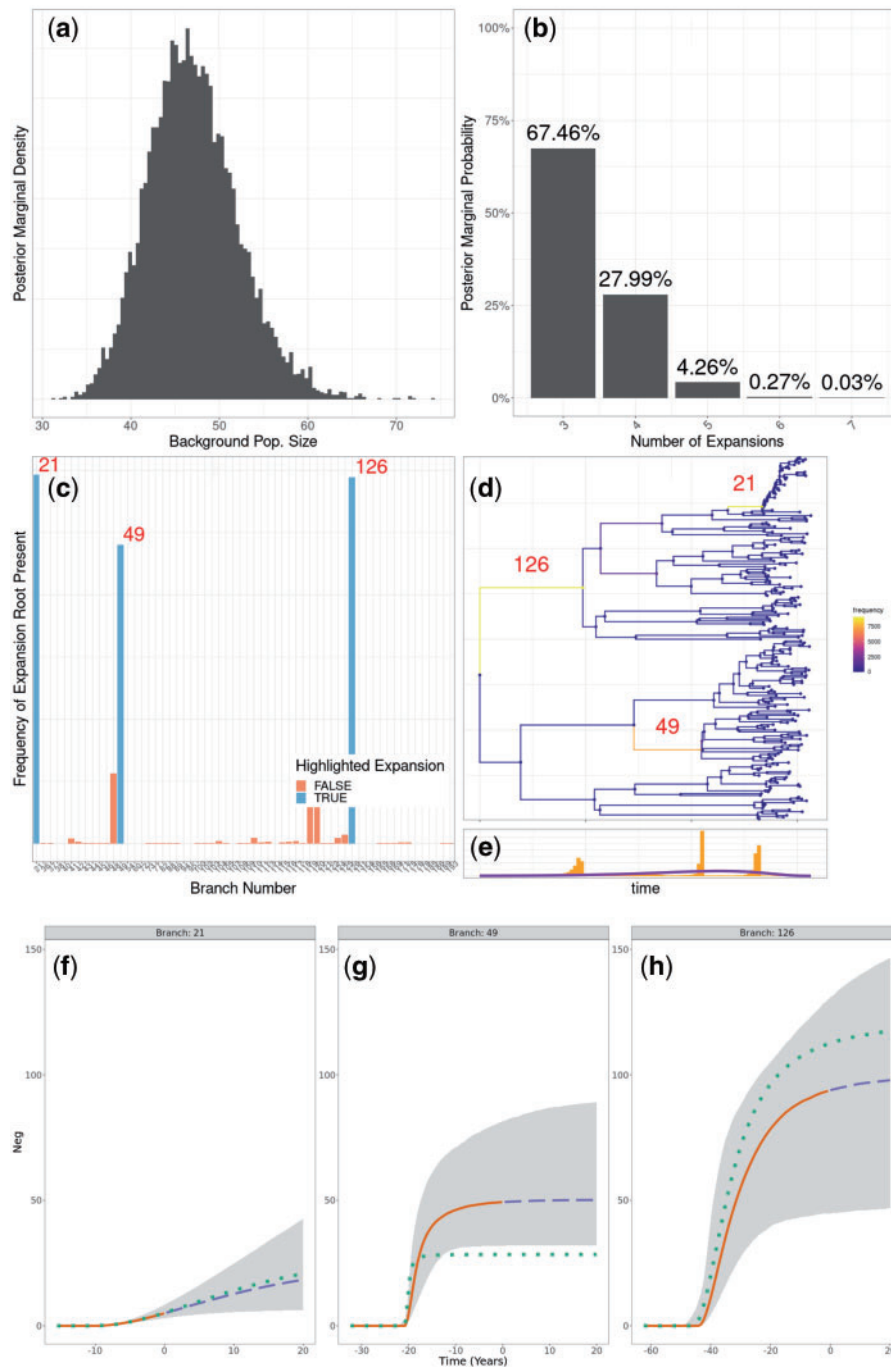 (a)
Posterior Marginal Density
30 40 50 60 70
Background Pop. Size
(b)
Posterior Marginal Probability
100%
75%
50%
25%
0%
67.46%
27.99%
4.26%
0.27%
0.03%
3 4 5 6 7
Number of Expansions
(c)
21
49
126
Frequency of Expansion Root Present
Highlighted Expansion
FALSE
TRUE
Branch Number
(d)
21
126
49
frequency
7500
5000
2500
0
(e)
time
Branch: 21
(f)
Neg
150
100
50
0
-10 0 10 20
Branch: 49
(g)
150
100
50
0
-30 -20 -10 0 10 20
Time (Years)
Branch: 126
(h)
150
100
50
0
-60 -40 -20 0